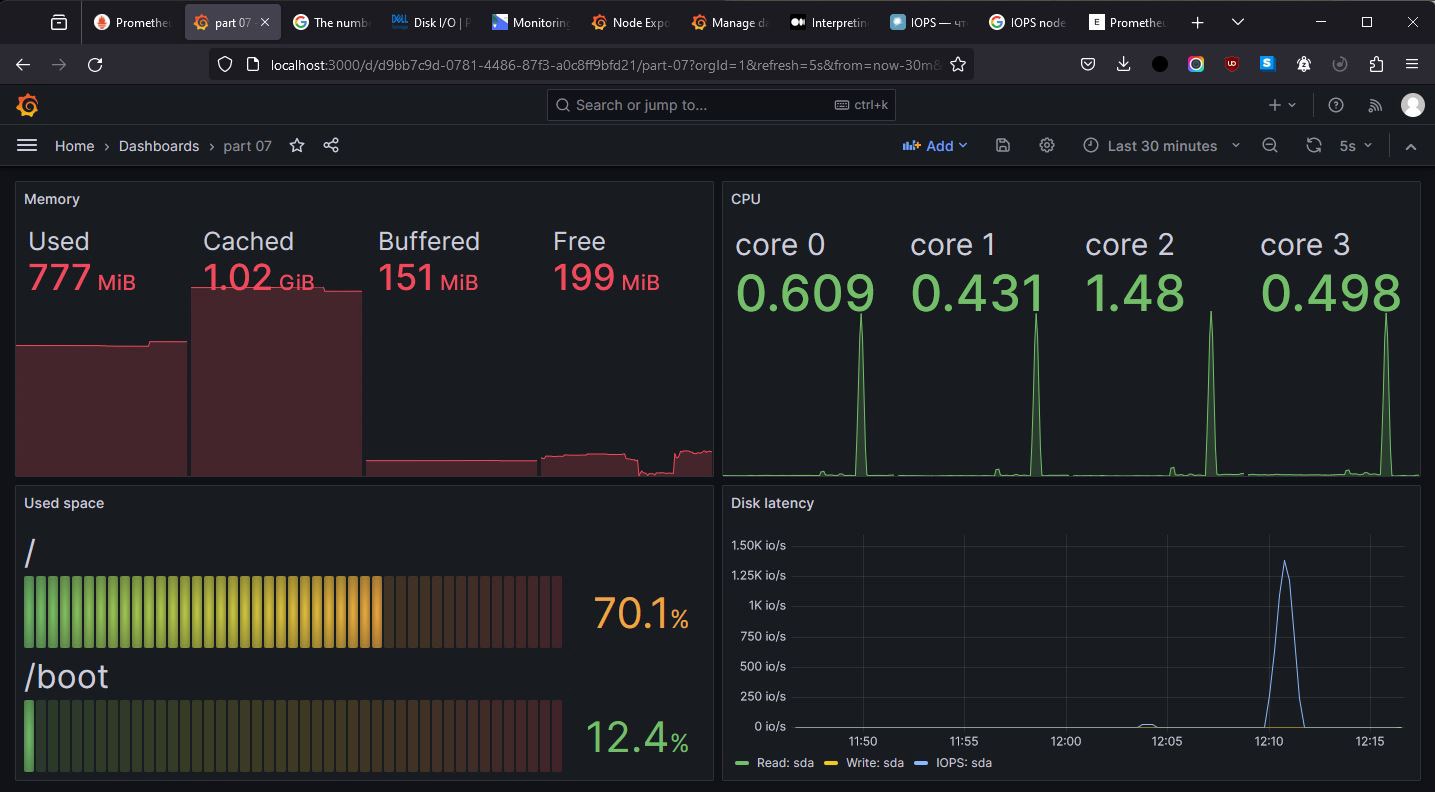 Prometheu
part 07 -
The numbe
Disk I/O | P
Monitoring
Node Expo
Manage da
Interpretin
IOPS — чт
IOPS node
Prometheu
localhost:3000/d/d9bb7c9d-0781-4486-87f3-a0c8ff9bfd21/part-07?orgId=1&refresh=5s&from=now-30m&
Search or jump to...
ctrl+k
Home › Dashboards › part 07
Add
Last 30 minutes
5s
Memory
Used
777 MiB
Cached
1.02 GiB
Buffered
151 MiB
Free
199 MiB
CPU
core 0
0.609
core 1
0.431
core 2
1.48
core 3
0.498
Used space
/
70.1%
/boot
12.4%
Disk latency
1.50K io/s
1.25K io/s
1K io/s
750 io/s
500 io/s
250 io/s
0 io/s
11:50 11:55 12:00 12:05 12:10 12:15
Read: sda Write: sda IOPS: sda